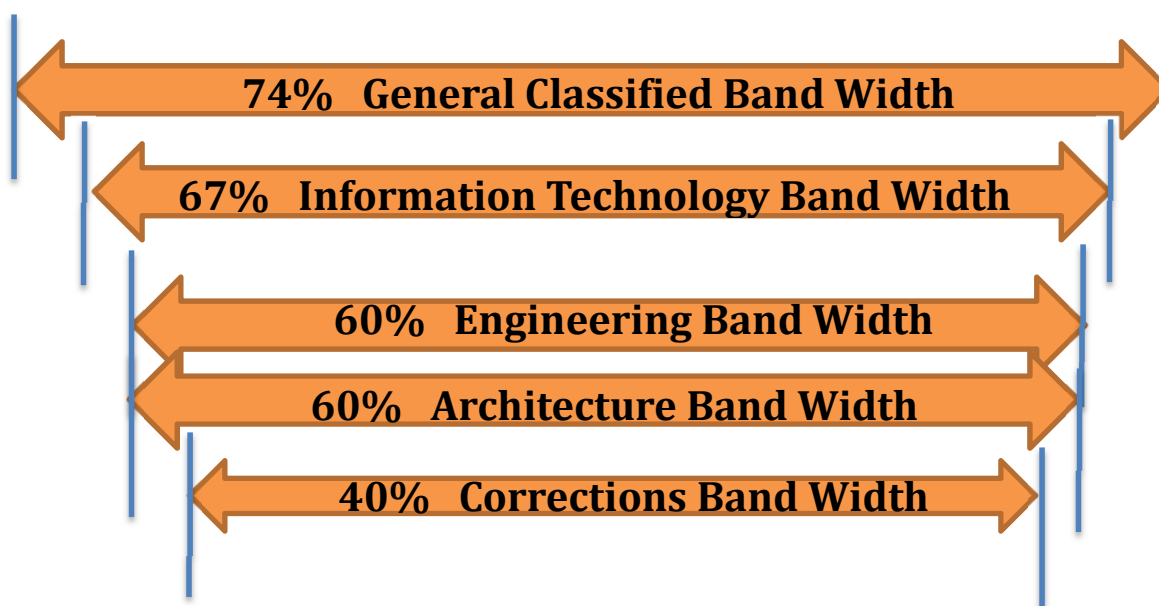 74% General Classified Band Width
67% Information Technology Band Width
60% Engineering Band Width
60% Architecture Band Width
40% Corrections Band Width